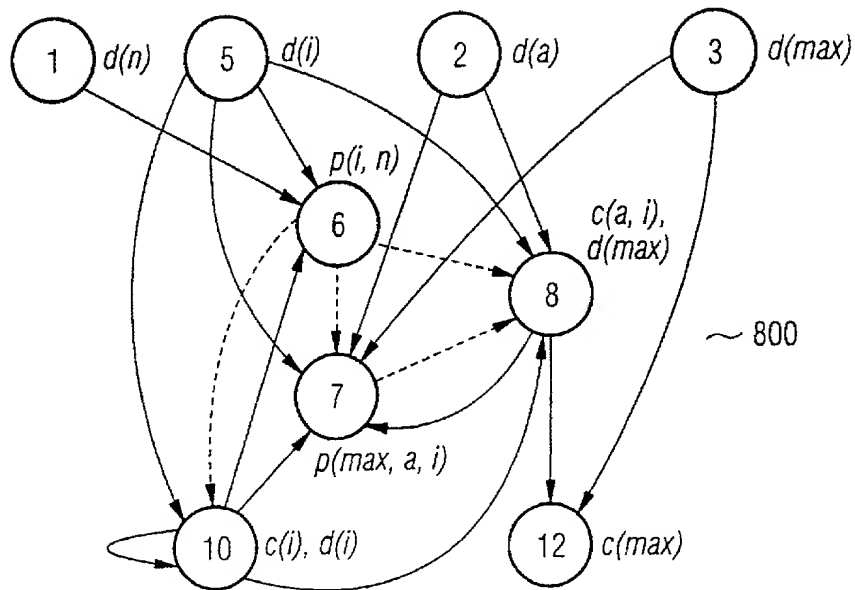 1 d(n)
5 d(i)
2 d(a)
3 d(max)
p(i, n)
6
c(a, i),
d(max)
8
~ 800
7
p(max, a, i)
10 c(i), d(i)
12 c(max)